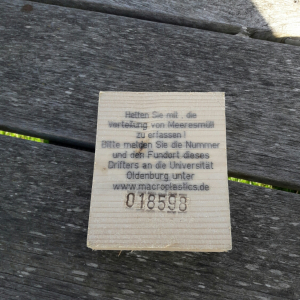 Helfen Sie mit , die
Verteilung von Meeresmüll
zu erfassen !
Bitte melden Sie die Nummer
und den Fundort dieses
Drifters an die Universität
Oldenburg unter
www.macroplastics.de
018593